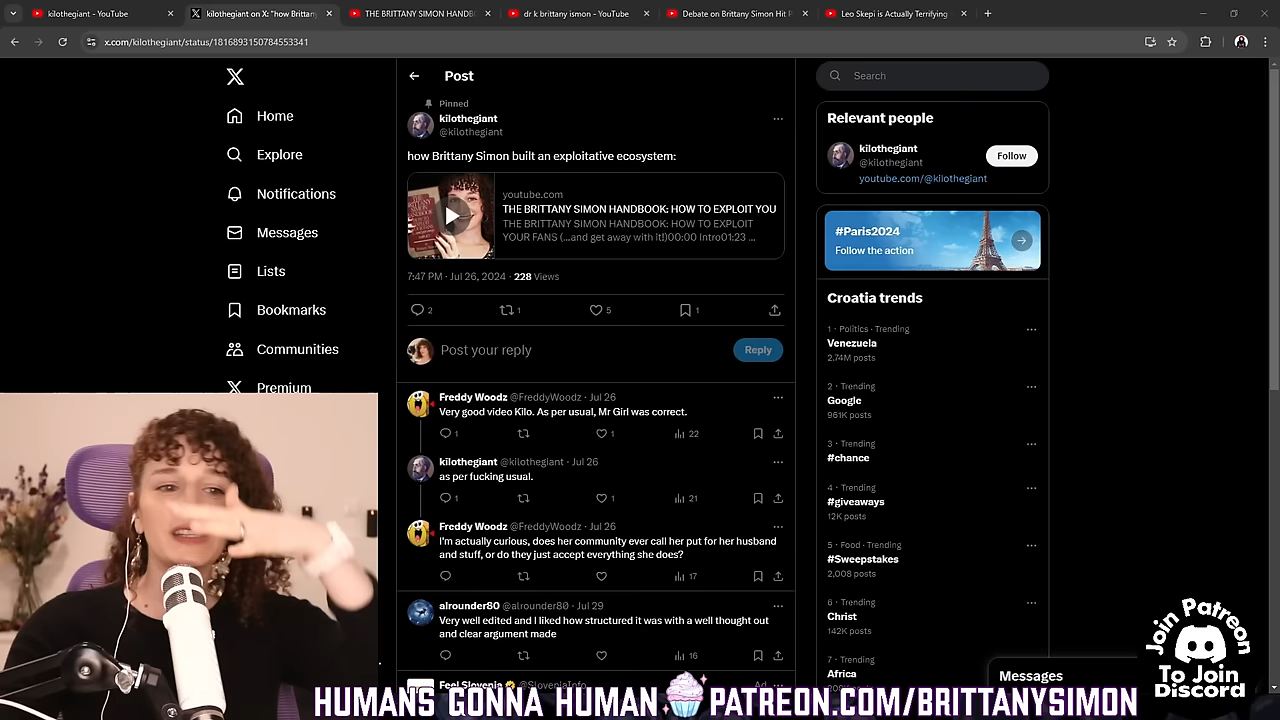 kilothegiant - YouTube
kilothegiant on X: "how Brittany
THE BRITTANY SIMON HANDB
dr k brittany ismon - YouTube
Debate on Brittany Simon Hit P
Leo Skepi is Actually Terrifying
x.com/kilothegiant/status/1816893150784553341
Home
Explore
Notifications
Messages
Lists
Bookmarks
Communities
Premium
Post
Pinned
kilothegiant
@kilothegiant
how Brittany Simon built an exploitative ecosystem:
youtube.com
THE BRITTANY SIMON HANDBOOK: HOW TO EXPLOIT YOU
THE BRITTANY SIMON HANDBOOK: HOW TO EXPLOIT
YOUR FANS (...and get away with it!)00:00 Intro01:23 ...
7:47 PM · Jul 26, 2024 · 228 Views
2 1 5 1
Post your reply
Reply
Freddy Woodz @FreddyWoodz · Jul 26
Very good video Kilo. As per usual, Mr Girl was correct.
1 1 22
kilothegiant @kilothegiant · Jul 26
as per fucking usual.
1 1 21
Freddy Woodz @FreddyWoodz · Jul 26
I'm actually curious, does her community ever call her put for her husband
and stuff, or do they just accept everything she does?
17
alrounder80 @alrounder80 · Jul 29
Very well edited and I liked how structured it was with a well thought out
and clear argument made
16
Feel Slovenia @SloveniaInfo
Ad
Search
Relevant people
kilothegiant
@kilothegiant
Follow
youtube.com/@kilothegiant
#Paris2024
Follow the action
Croatia trends
1 · Politics · Trending
Venezuela
2.74M posts
2 · Trending
Google
961K posts
3 · Trending
#chance
4 · Trending
#giveaways
12K posts
5 · Food · Trending
#Sweepstakes
2,008 posts
6 · Trending
Christ
142K posts
7 · Trending
Africa
Messages
Join Patreon
To Join
Discord
HUMANS GONNA HUMAN PATREON.COM/BRITTANYSIMON